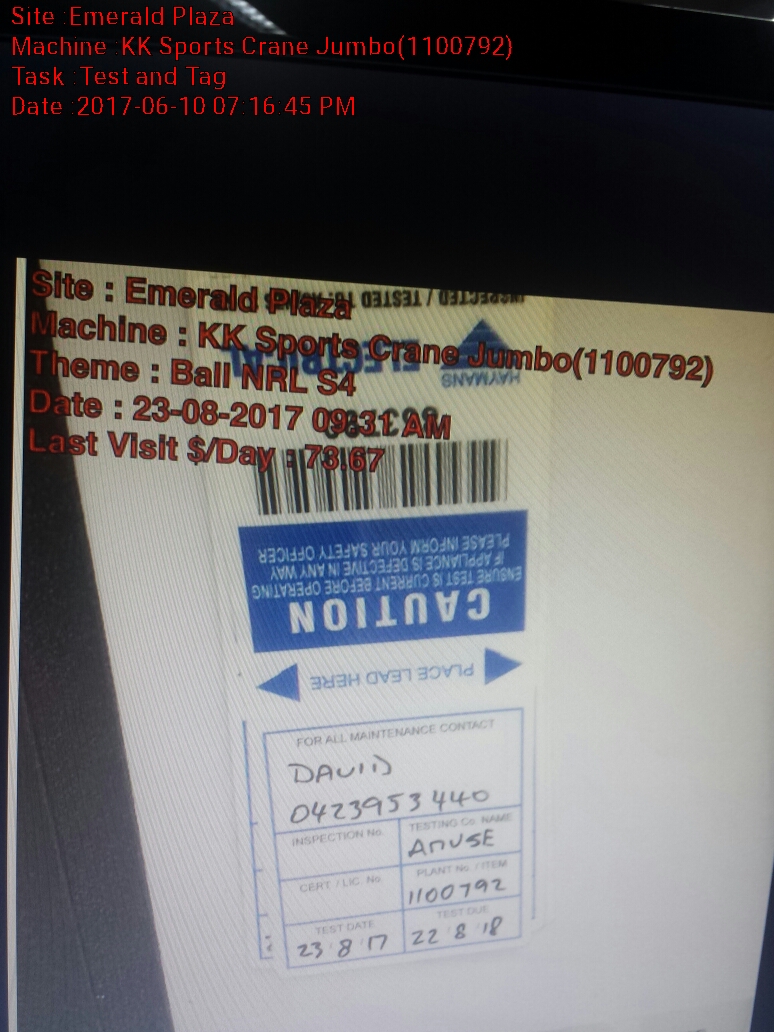 Site :Emerald Plaza
Machine :KK Sports Crane Jumbo(1100792)
Task :Test and Tag
Date :2017-06-10 07:16:45 PM
Site : Emerald Plaza
Machine : KK Sports Crane Jumbo(1100792)
Theme : Ball NRL S4
Date : 23-08-2017 09:31 AM
Last Visit $/Day : 73.67
INSPECTED / TESTED TO:
HAYMANS
ELECTRICAL
PLEASE INFORM YOUR SAFETY OFFICER
IF APPLIANCE IS DEFECTIVE IN ANY WAY
ENSURE TEST IS CURRENT BEFORE OPERATING
CAUTION
PLACE LEAD HERE
FOR ALL MAINTENANCE CONTACT
DAVID
0423953440
INSPECTION No.
TESTING Co. NAME
AMUSE
CERT / LIC. No.
PLANT No. / ITEM
1100792
TEST DATE
23 / 8 / 17
TEST DUE
22 / 8 / 18